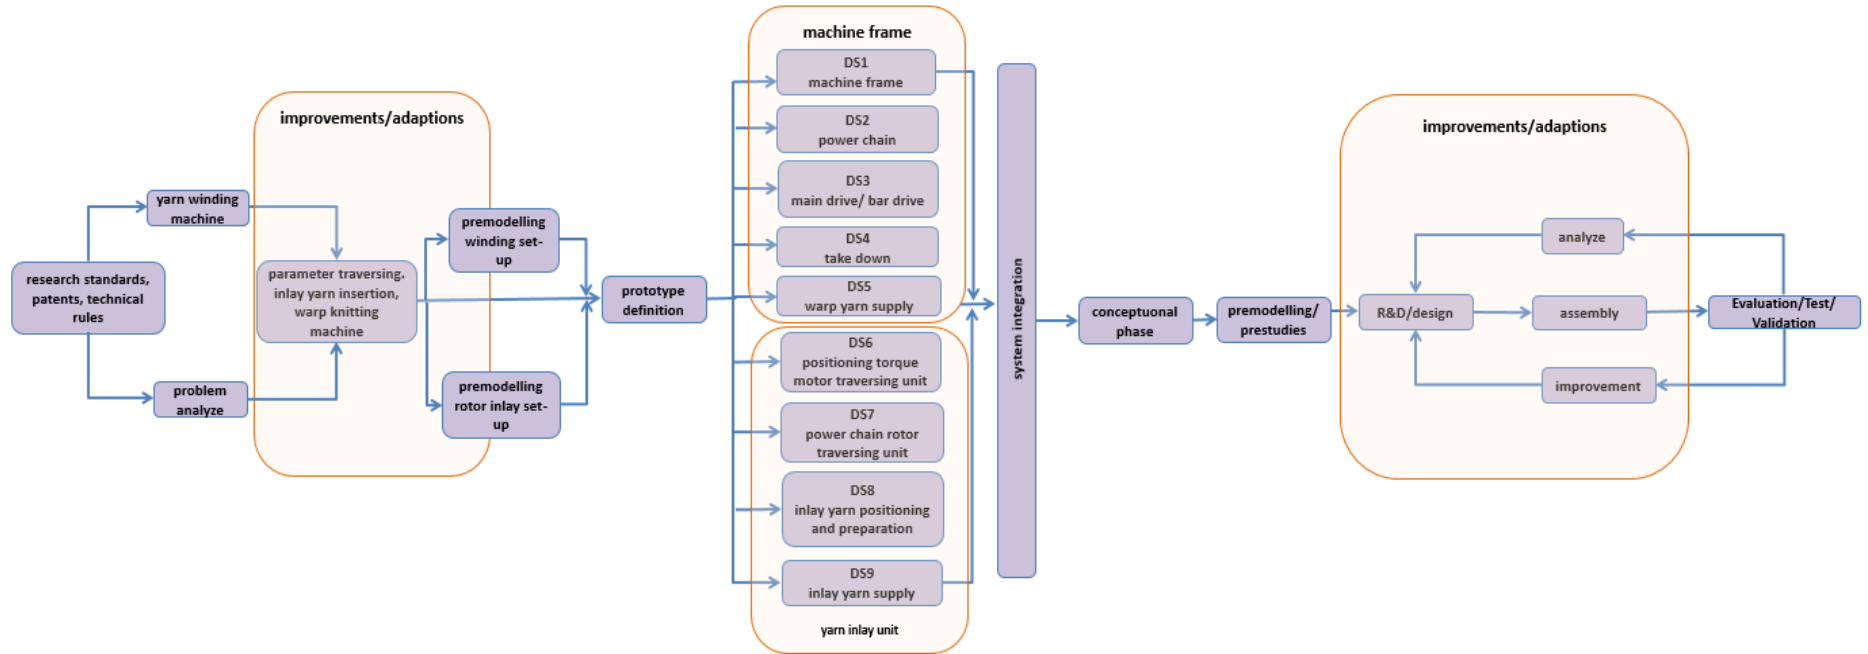 research standards,
patents, technical
rules
yarn winding
machine
problem
analyze
improvements/adaptions
parameter traversing,
inlay yarn insertion,
warp knitting
machine
premodelling
winding set-
up
premodelling
rotor inlay set-
up
prototype
definition
machine frame
DS1
machine frame
DS2
power chain
DS3
main drive/ bar drive
DS4
take down
DS5
warp yarn supply
DS6
positioning torque
motor traversing unit
DS7
power chain rotor
traversing unit
DS8
inlay yarn positioning
and preparation
DS9
inlay yarn supply
yarn inlay unit
system integration
conceptuonal
phase
premodelling/
prestudies
improvements/adaptions
analyze
R&D/design
assembly
improvement
Evaluation/Test/
Validation